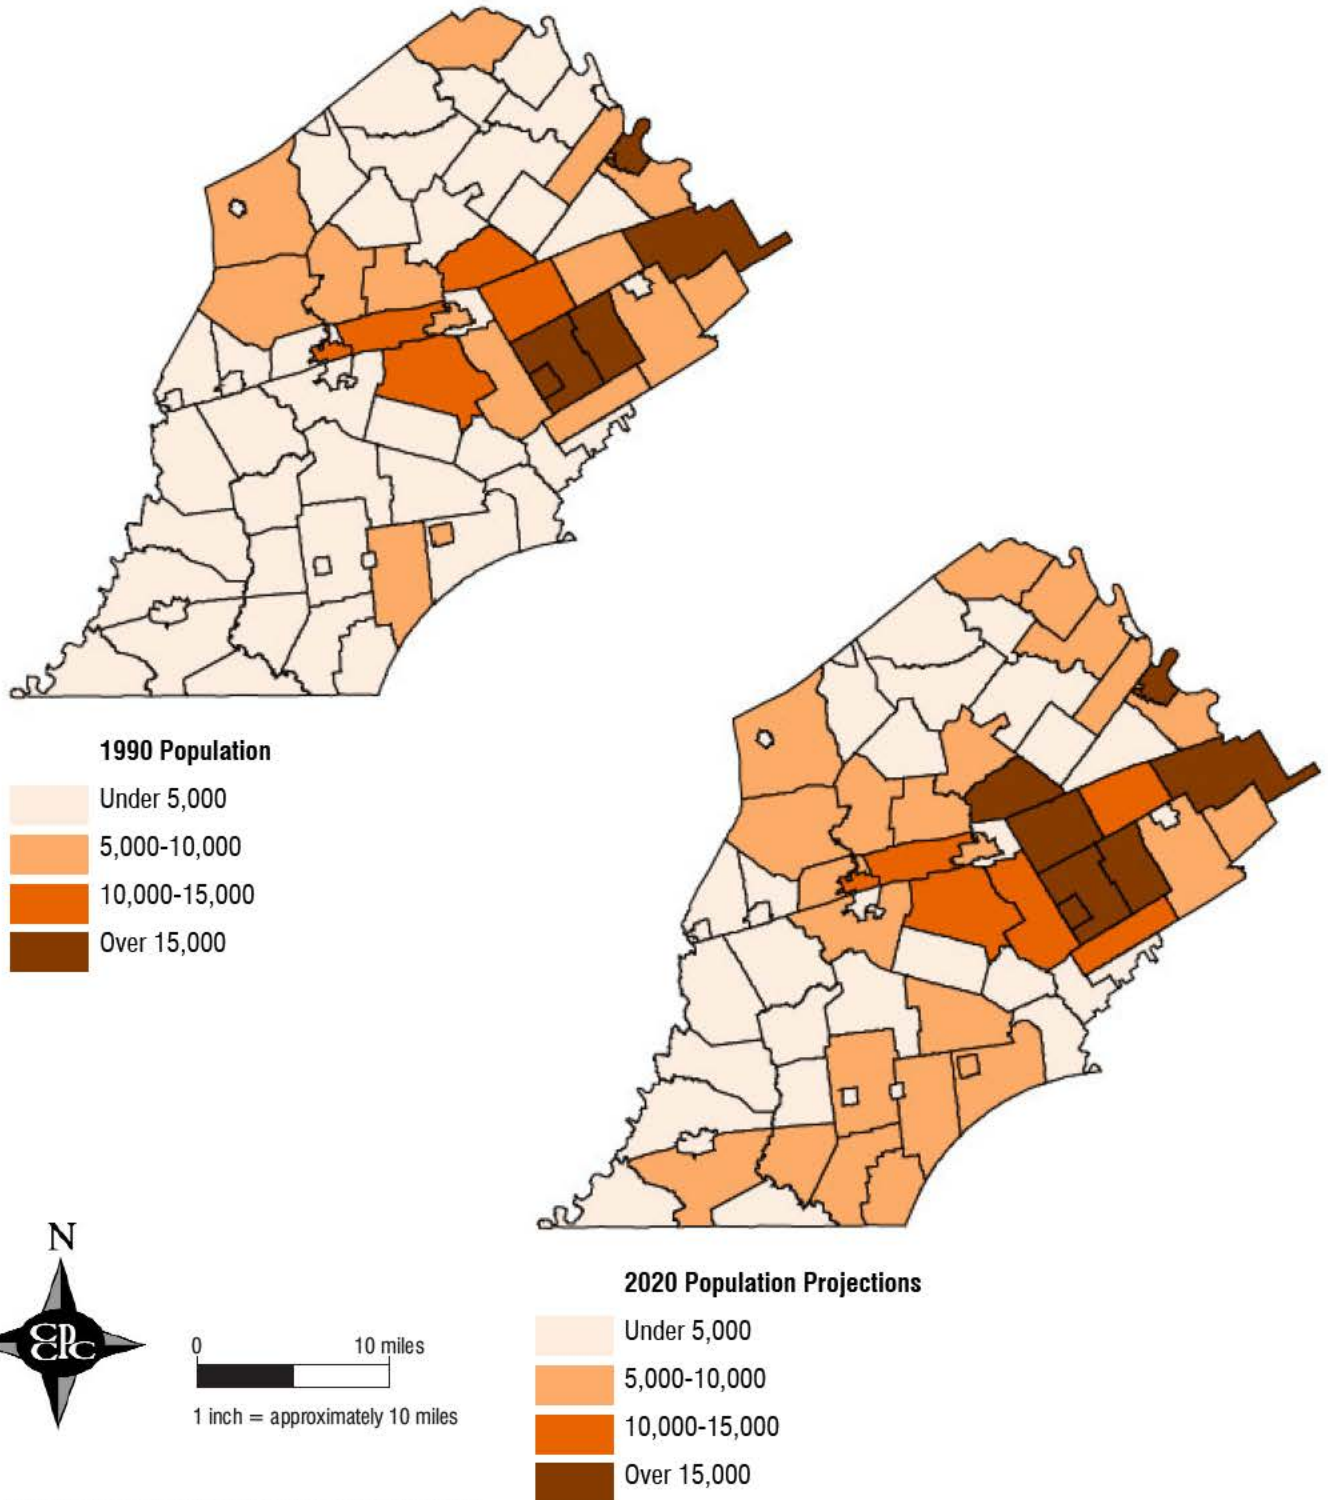 1990 Population
Under 5,000
5,000-10,000
10,000-15,000
Over 15,000
N
CPC
CPC
0 10 miles
1 inch = approximately 10 miles
2020 Population Projections
Under 5,000
5,000-10,000
10,000-15,000
Over 15,000